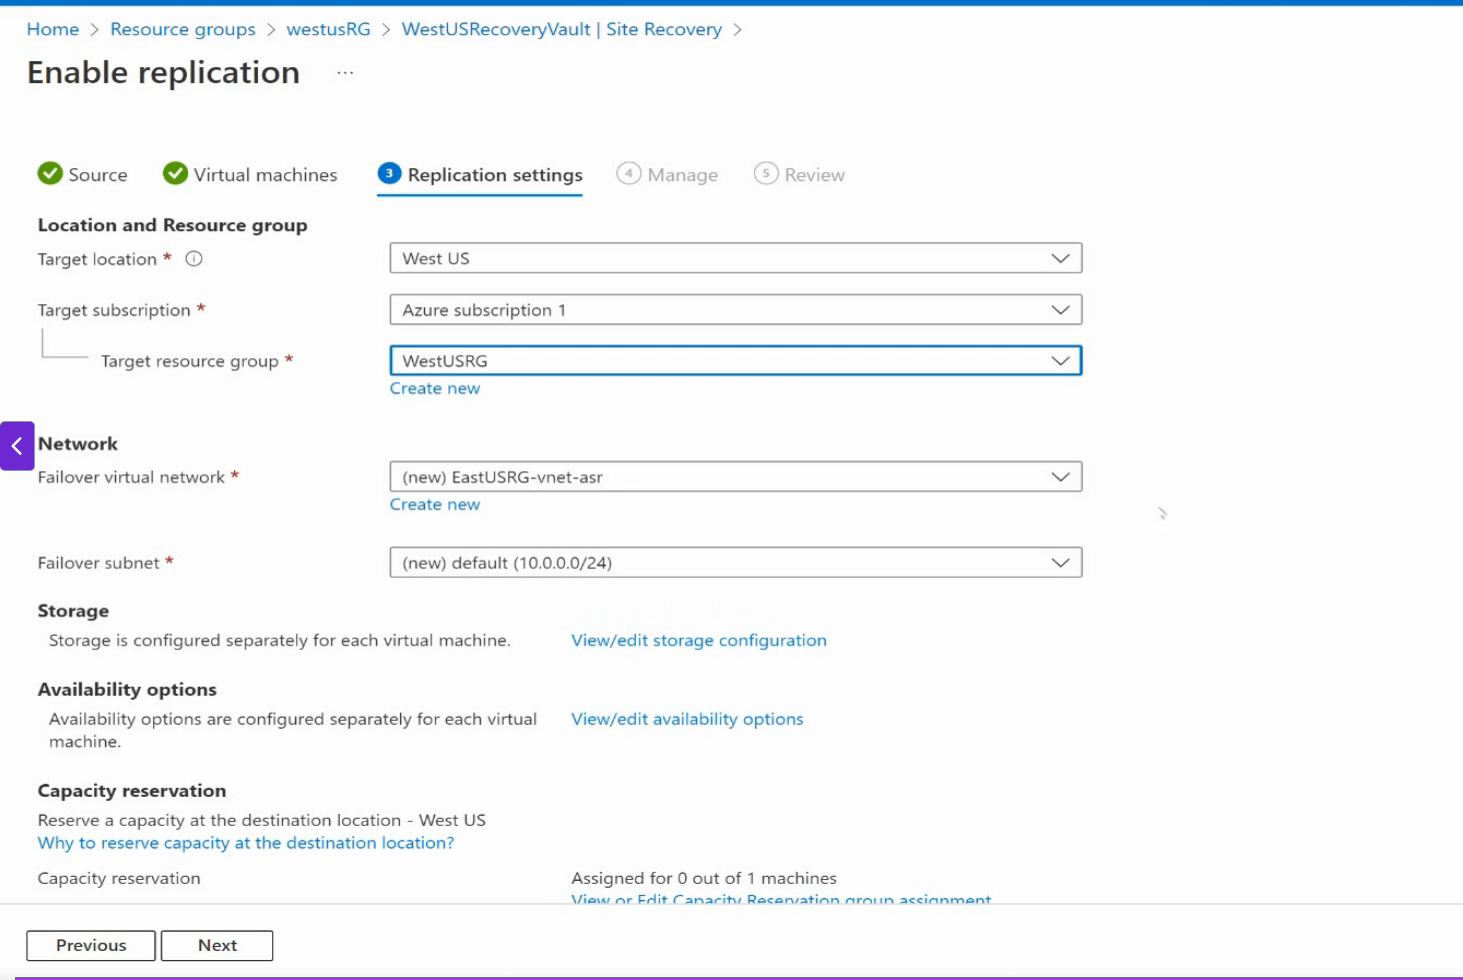 Home > Resource groups > westusRG > WestUSRecoveryVault | Site Recovery >
Enable replication ...
Source Virtual machines 3 Replication settings 4 Manage 5 Review
Location and Resource group
Target location * West US
Target subscription * Azure subscription 1
Target resource group * WestUSRG
Create new
Network
Failover virtual network * (new) EastUSRG-vnet-asr
Create new
Failover subnet * (new) default (10.0.0.0/24)
Storage
Storage is configured separately for each virtual machine. View/edit storage configuration
Availability options
Availability options are configured separately for each virtual View/edit availability options
machine.
Capacity reservation
Reserve a capacity at the destination location - West US
Why to reserve capacity at the destination location?
Capacity reservation Assigned for 0 out of 1 machines
View or Edit Capacity Reservation group assignment
Previous Next